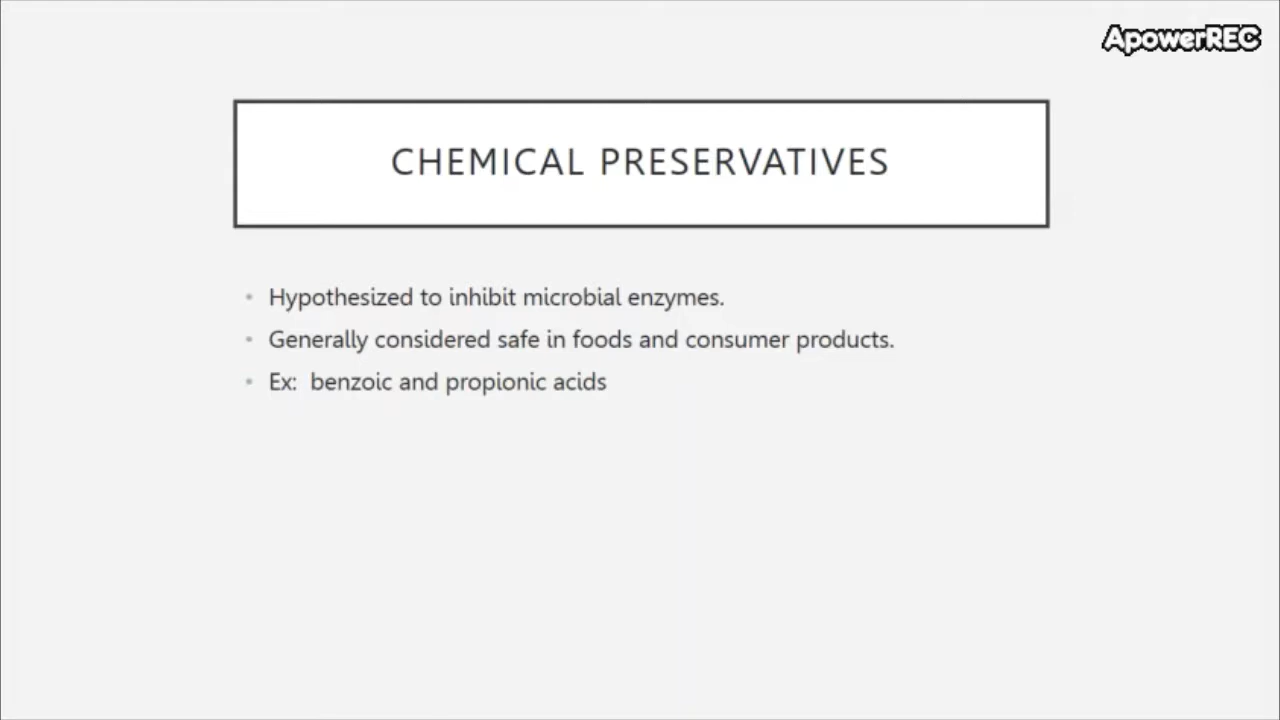 ApowerREC
CHEMICAL PRESERVATIVES
• Hypothesized to inhibit microbial enzymes.
• Generally considered safe in foods and consumer products.
• Ex:  benzoic and propionic acids